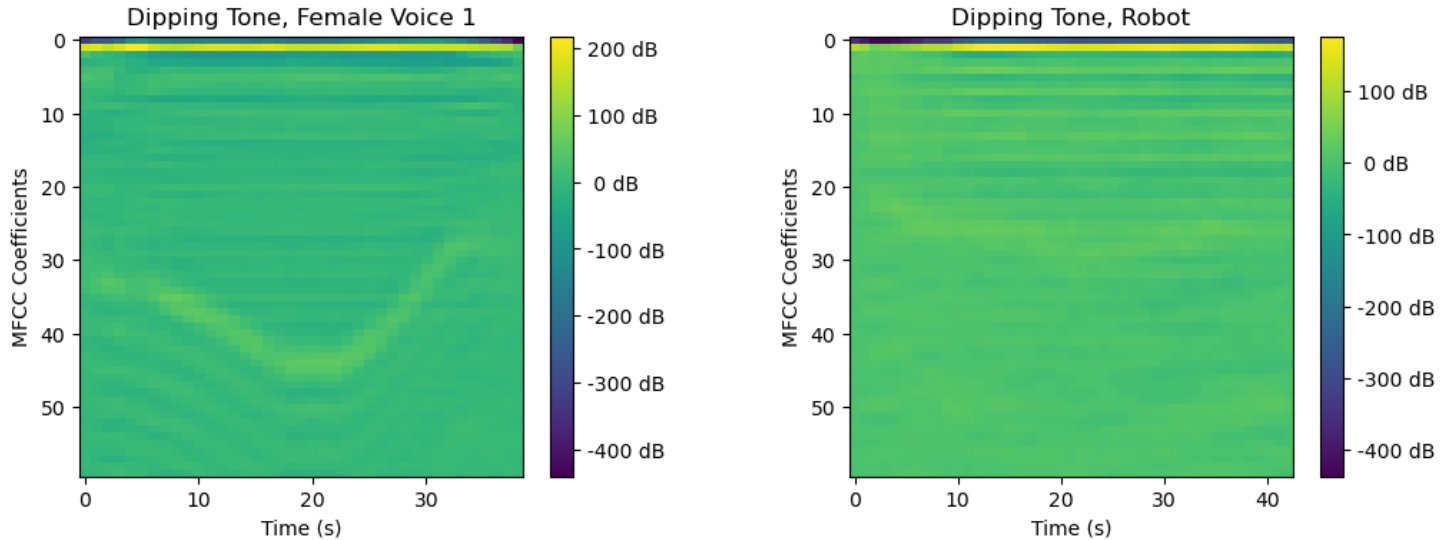 Dipping Tone, Female Voice 1
0
10
20
30
40
50
MFCC Coefficients
0
10
20
30
Time (s)
200 dB
100 dB
0 dB
-100 dB
-200 dB
-300 dB
-400 dB
Dipping Tone, Robot
0
10
20
30
40
50
MFCC Coefficients
0
10
20
30
40
Time (s)
100 dB
0 dB
-100 dB
-200 dB
-300 dB
-400 dB